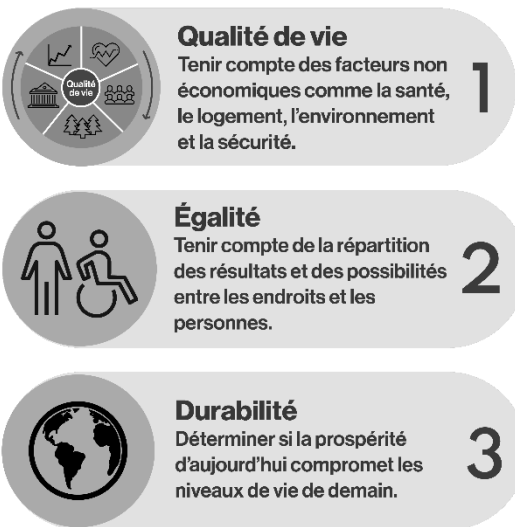 Qualité
de vie
Qualité de vie
Tenir compte des facteurs non
économiques comme la santé,
le logement, l'environnement
et la sécurité.
1
Égalité
Tenir compte de la répartition
des résultats et des possibilités
entre les endroits et les
personnes.
2
Durabilité
Déterminer si la prospérité
d'aujourd'hui compromet les
niveaux de vie de demain.
3